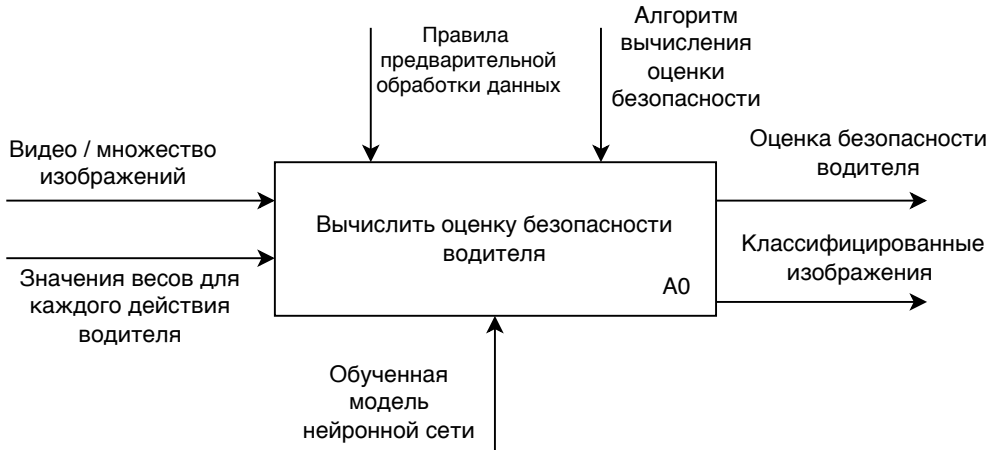 Правила
предварительной
обработки данных
Алгоритм
вычисления
оценки
безопасности
Видео / множество
изображений
Оценка безопасности
водителя
Вычислить оценку безопасности
водителя
A0
Значения весов для
каждого действия
водителя
Классифицированные
изображения
Обученная
модель
нейронной сети